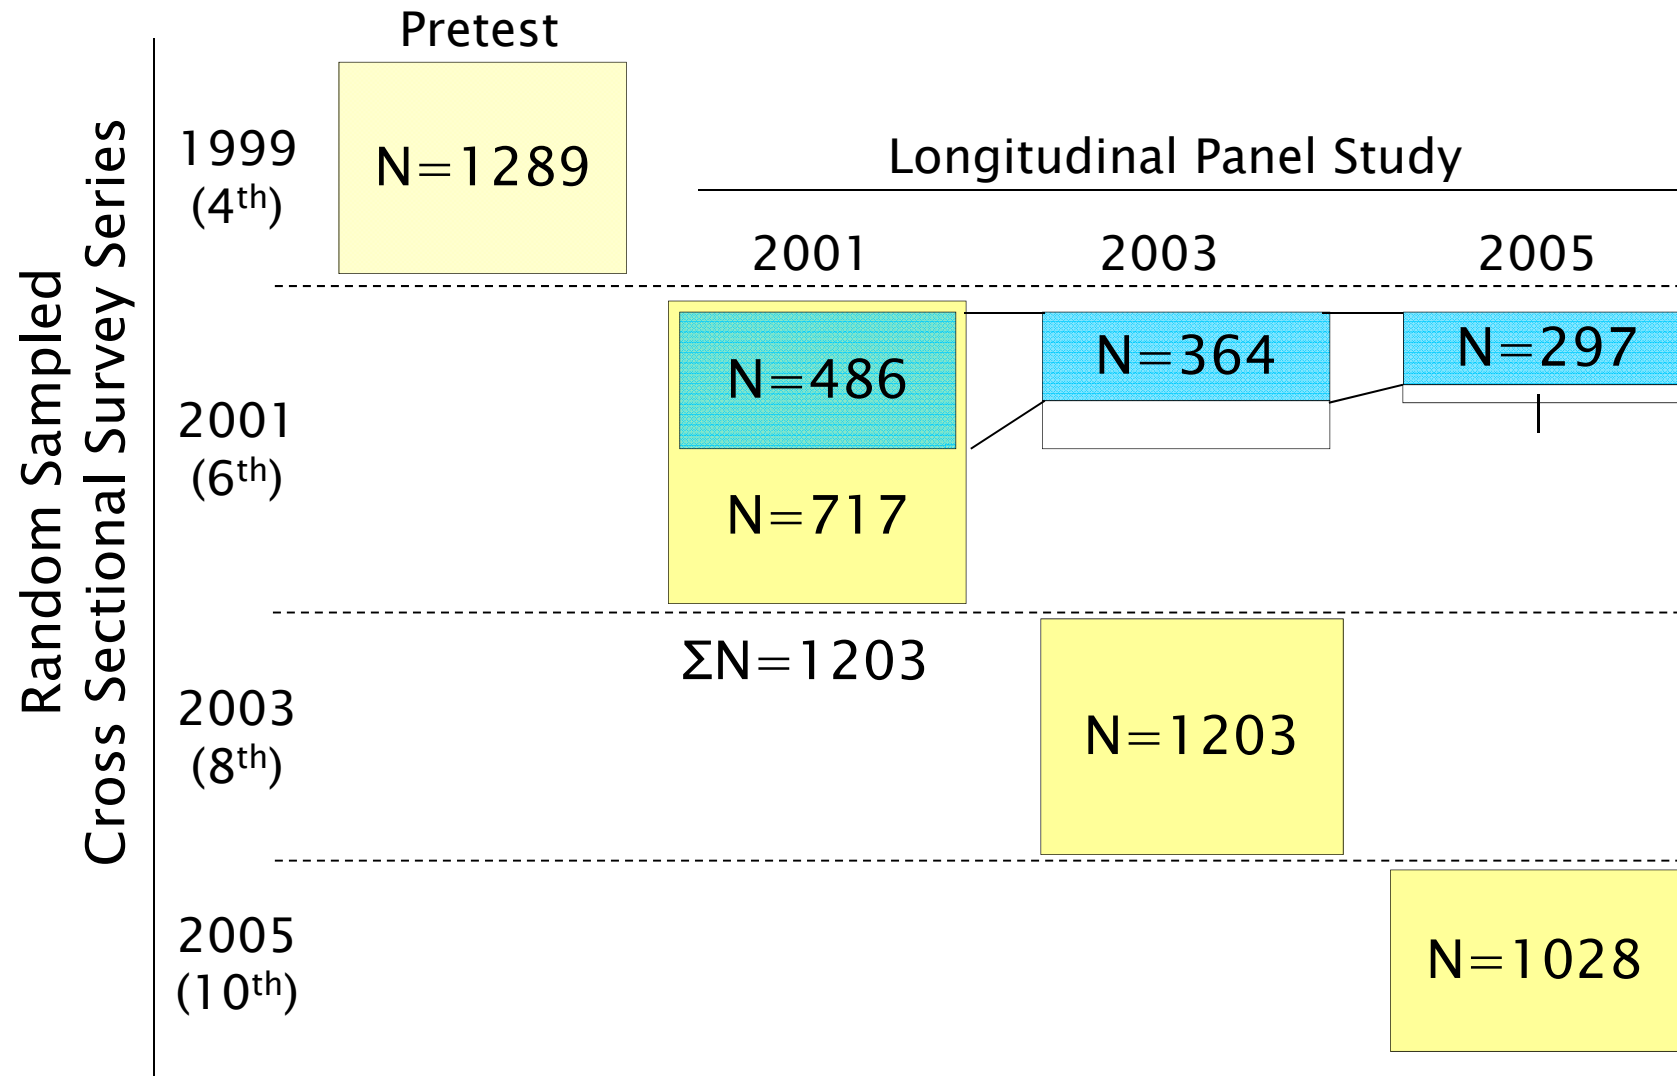 Random Sampled
Cross Sectional Survey Series
Pretest
1999
(4th)
N=1289
Longitudinal Panel Study
2001
2003
2005
2001
(6th)
N=486
N=364
N=297
N=717
ΣN=1203
2003
(8th)
N=1203
2005
(10th)
N=1028